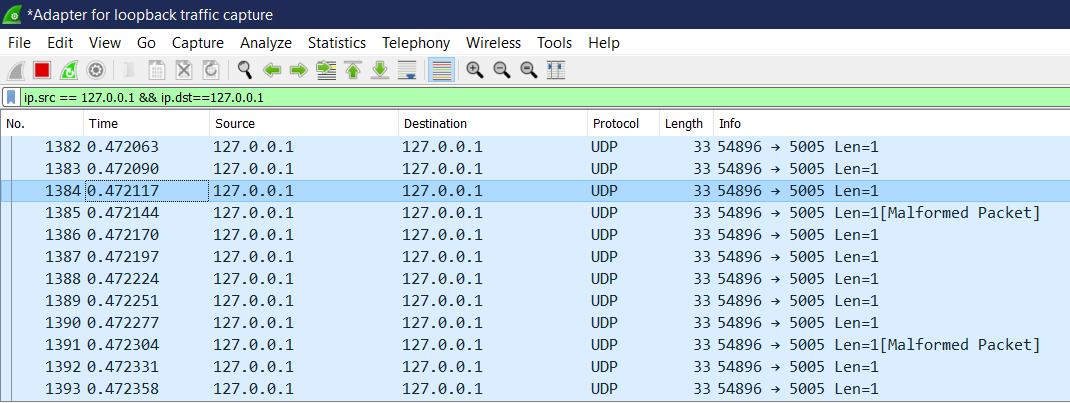 *Adapter for loopback traffic capture
File Edit View Go Capture Analyze Statistics Telephony Wireless Tools Help
ip.src == 127.0.0.1 && ip.dst==127.0.0.1
No. Time Source Destination Protocol Length Info
1382 0.472063 127.0.0.1 127.0.0.1 UDP 33 54896 → 5005 Len=1
1383 0.472090 127.0.0.1 127.0.0.1 UDP 33 54896 → 5005 Len=1
1384 0.472117 127.0.0.1 127.0.0.1 UDP 33 54896 → 5005 Len=1
1385 0.472144 127.0.0.1 127.0.0.1 UDP 33 54896 → 5005 Len=1[Malformed Packet]
1386 0.472170 127.0.0.1 127.0.0.1 UDP 33 54896 → 5005 Len=1
1387 0.472197 127.0.0.1 127.0.0.1 UDP 33 54896 → 5005 Len=1
1388 0.472224 127.0.0.1 127.0.0.1 UDP 33 54896 → 5005 Len=1
1389 0.472251 127.0.0.1 127.0.0.1 UDP 33 54896 → 5005 Len=1
1390 0.472277 127.0.0.1 127.0.0.1 UDP 33 54896 → 5005 Len=1
1391 0.472304 127.0.0.1 127.0.0.1 UDP 33 54896 → 5005 Len=1[Malformed Packet]
1392 0.472331 127.0.0.1 127.0.0.1 UDP 33 54896 → 5005 Len=1
1393 0.472358 127.0.0.1 127.0.0.1 UDP 33 54896 → 5005 Len=1